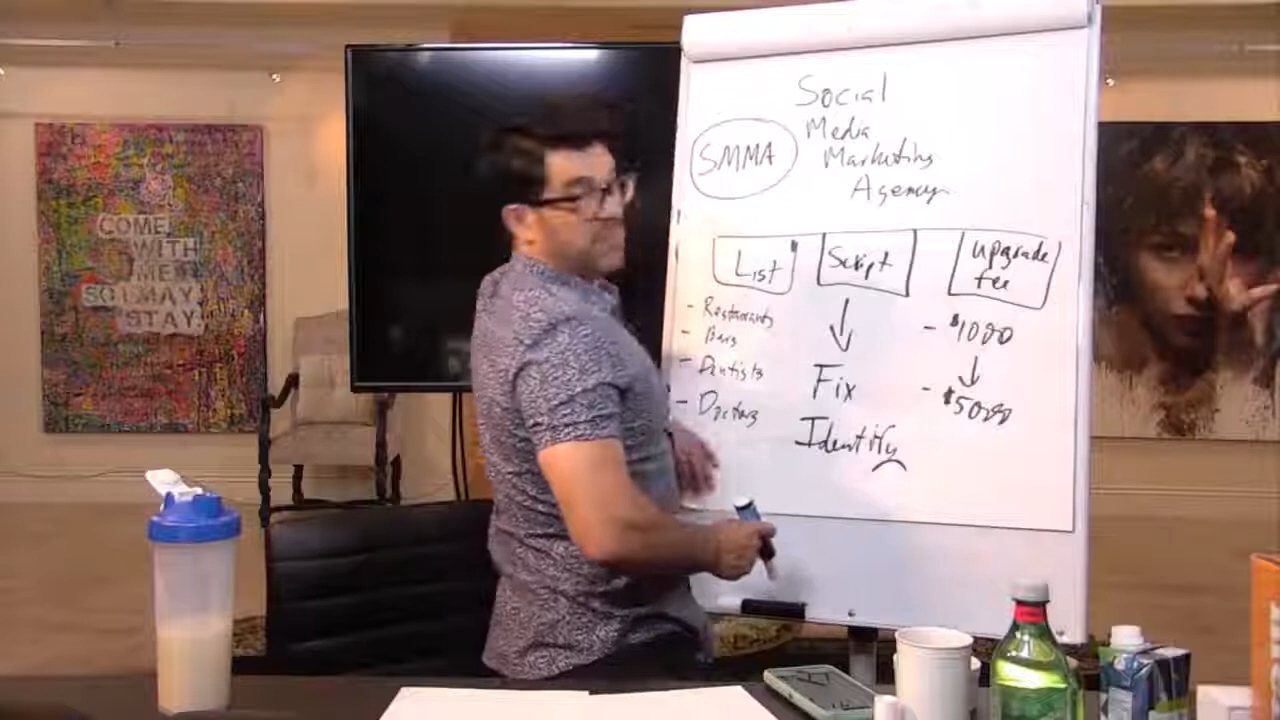 COME
WITH
ME
SO I MAY
STAY.
Social
Media
Marketing
Agency
SMMA
List
- Restaurants
- Bars
- Dentists
- Doctors
Script
Fix
Identify
Upgrade
fee
- $1000
- $5000